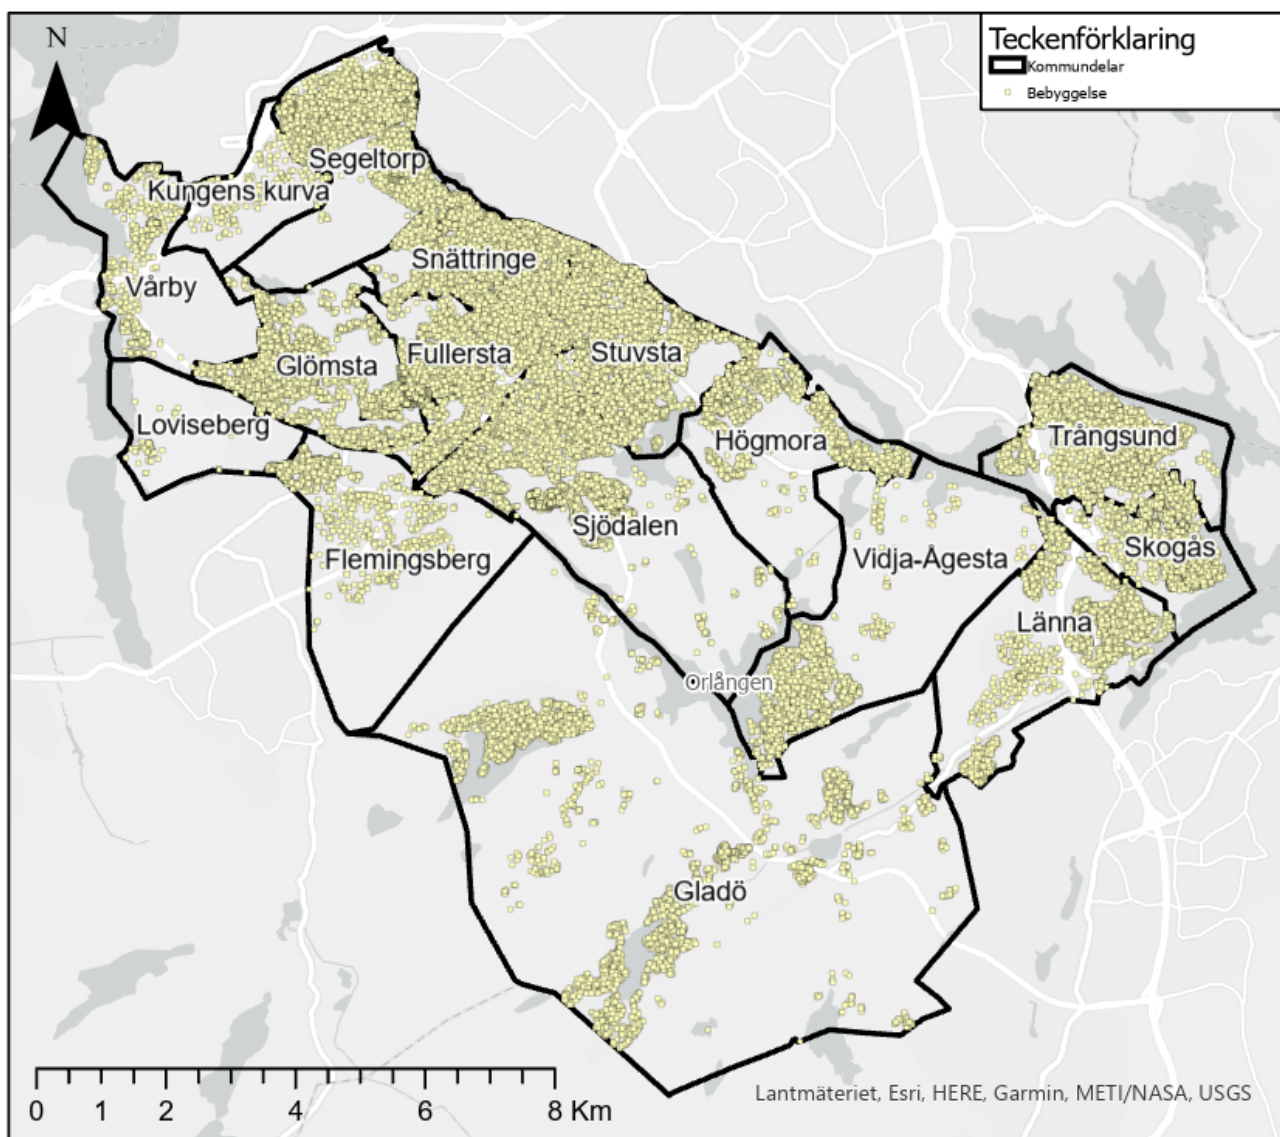 N
Teckenförklaring
Kommundelar
Bebyggelse
Segeltorp
Kungens kurva
Snättringe
Vårby
Glömsta
Fullersta
Stuvsta
Loviseberg
Högmora
Trångsund
Sjödalen
Flemingsberg
Vidja-Ågesta
Skogås
Länna
Orlången
Gladö
0 1 2 4 6 8 Km
Lantmäteriet, Esri, HERE, Garmin, METI/NASA, USGS